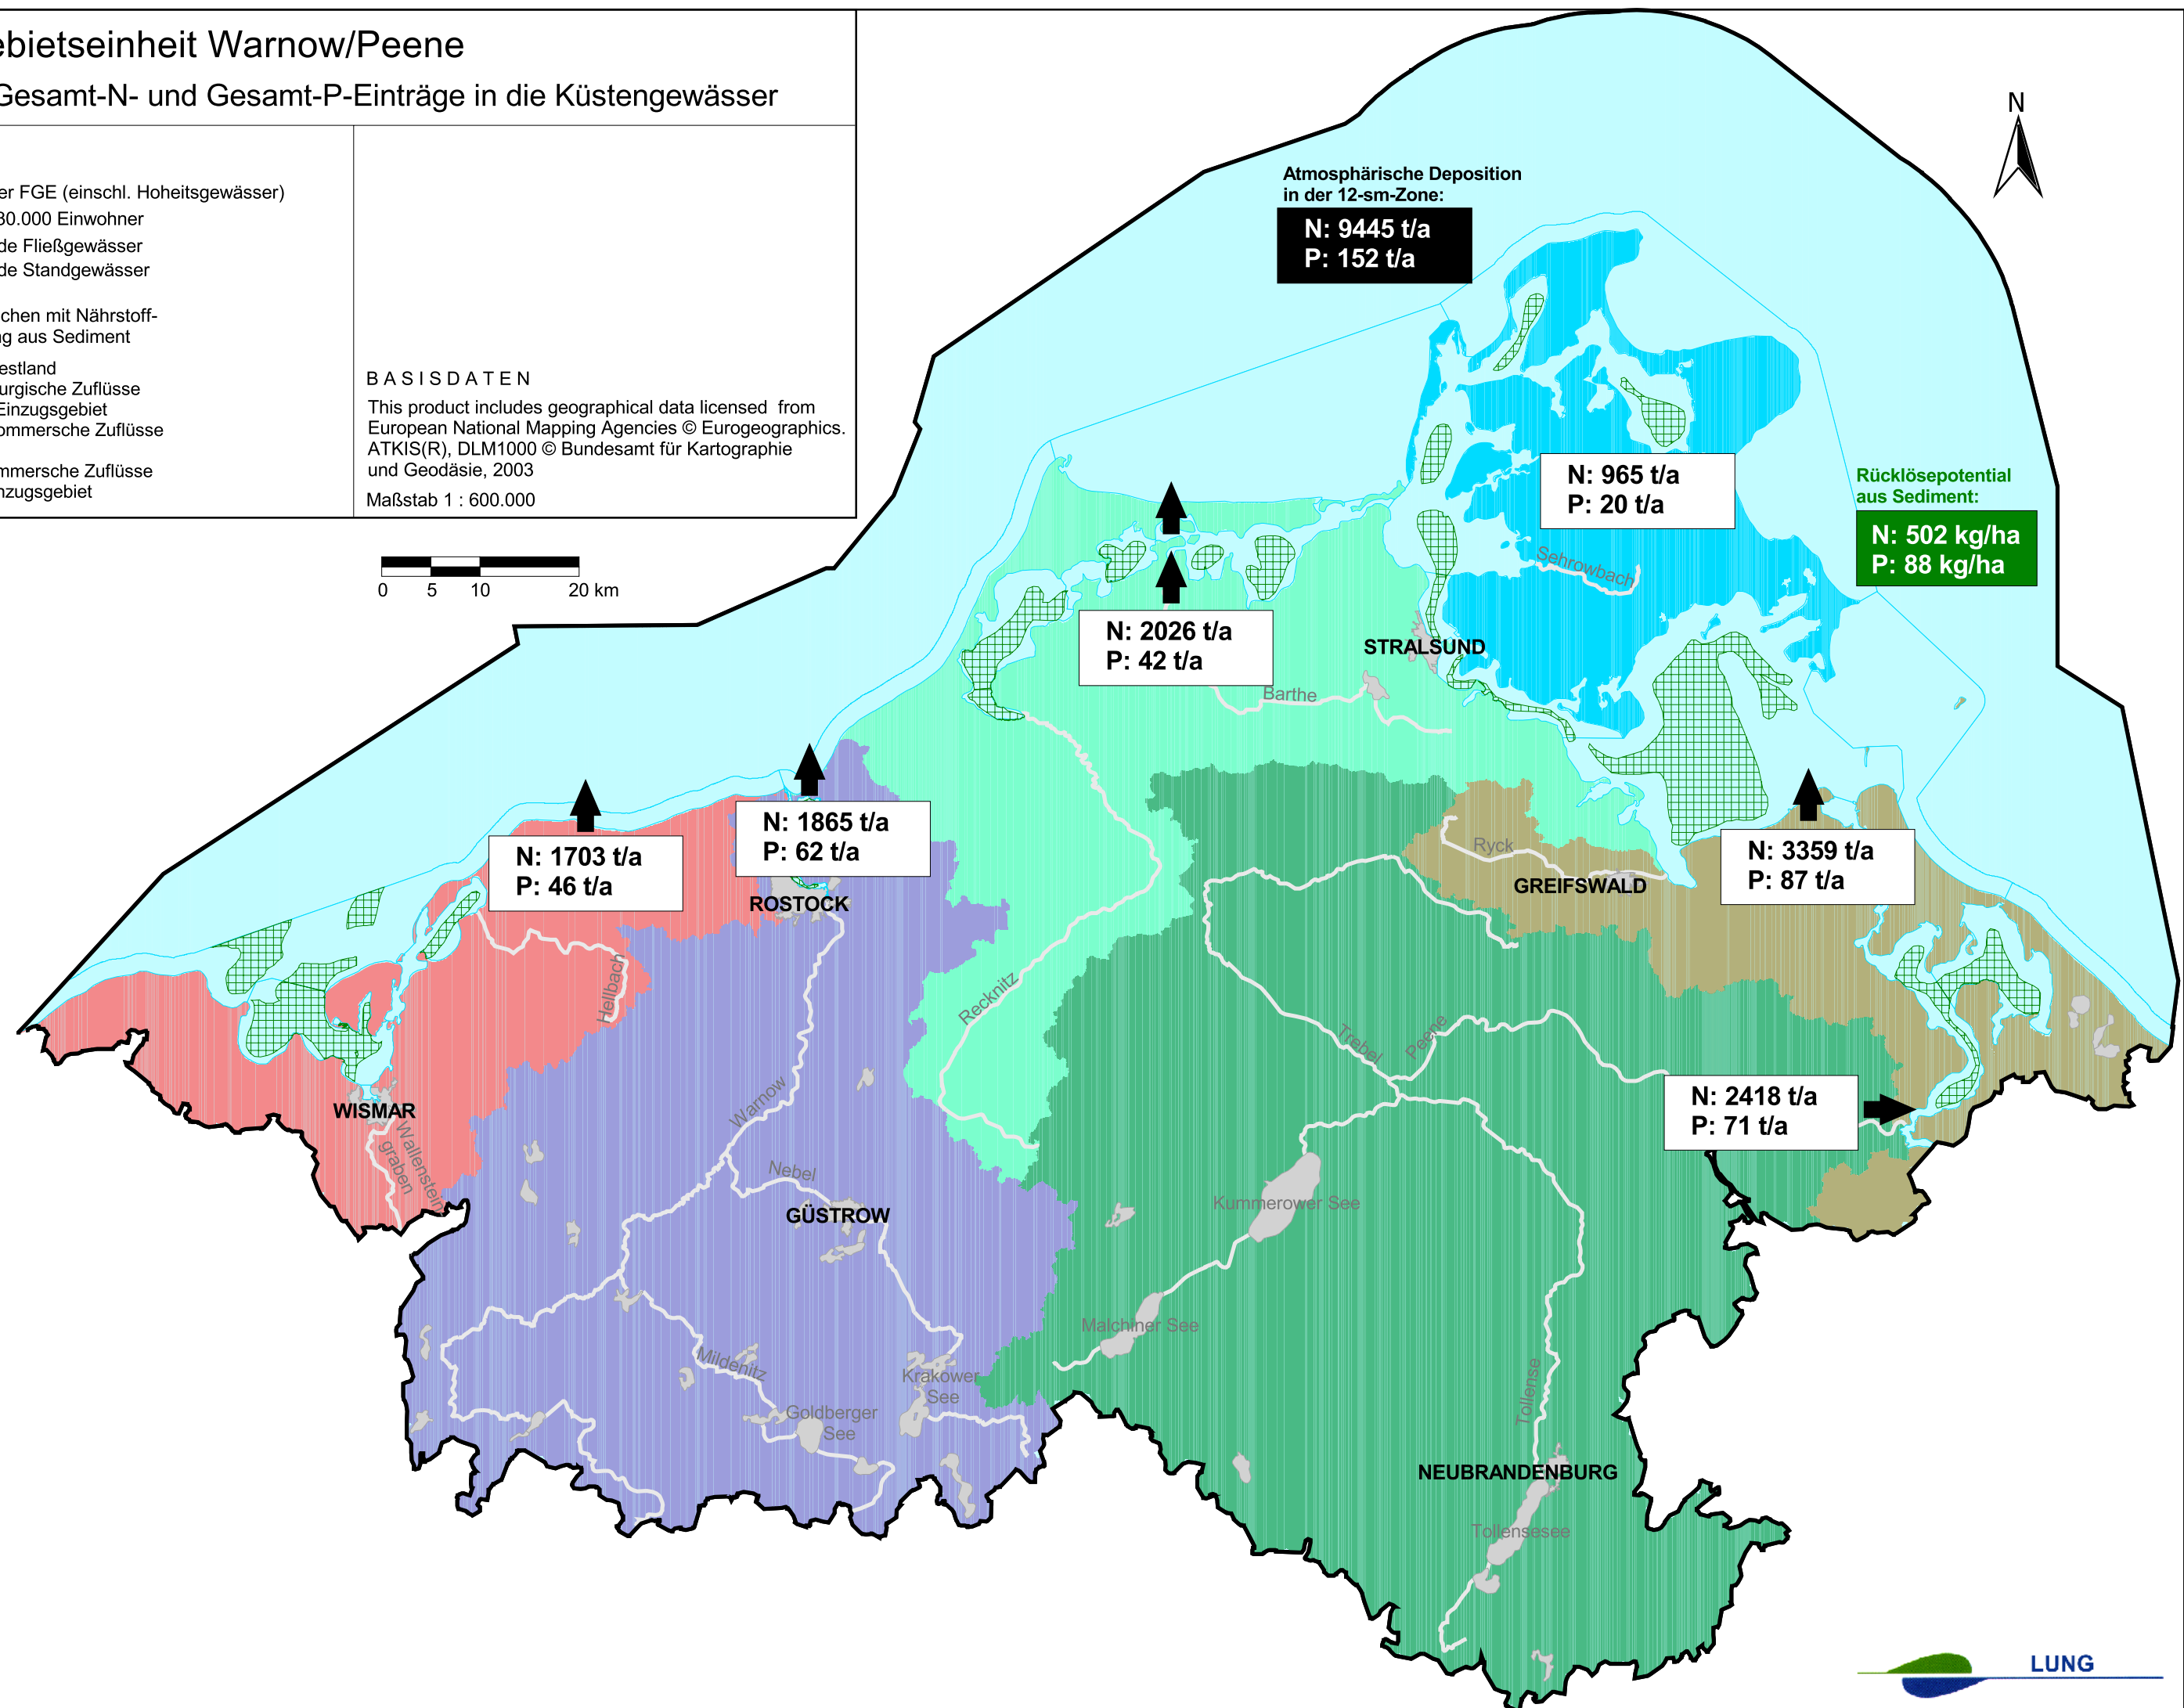 ebietseinheit Warnow/Peene
Gesamt-N- und Gesamt-P-Einträge in die Küstengewässer
er FGE (einschl. Hoheitsgewässer)
30.000 Einwohner
de Fließgewässer
de Standgewässer
chen mit Nährstoff-
g aus Sediment
estland
urgische Zuflüsse
Einzugsgebiet
ommersche Zuflüsse
mmersche Zuflüsse
nzugsgebiet
BASISDATEN
This product includes geographical data licensed from
European National Mapping Agencies © Eurogeographics.
ATKIS(R), DLM1000 © Bundesamt für Kartographie
und Geodäsie, 2003
Maßstab 1 : 600.000
0 5 10 20 km
N
Atmosphärische Deposition
in der 12-sm-Zone:
N: 9445 t/a
P: 152 t/a
N: 965 t/a
P: 20 t/a
Rücklösepotential
aus Sediment:
N: 502 kg/ha
P: 88 kg/ha
Sehrowbach
N: 2026 t/a
P: 42 t/a
STRALSUND
Barthe
N: 1865 t/a
P: 62 t/a
N: 1703 t/a
P: 46 t/a
ROSTOCK
Ryck
GREIFSWALD
N: 3359 t/a
P: 87 t/a
Hellbach
Recknitz
Trebel
Peene
WISMAR
Wallenstein
graben
Warnow
N: 2418 t/a
P: 71 t/a
Nebel
GÜSTROW
Kummerower See
Malchiner See
Mildenitz
Krakower
See
Goldberger
See
Tollense
NEUBRANDENBURG
Tollensesee
LUNG